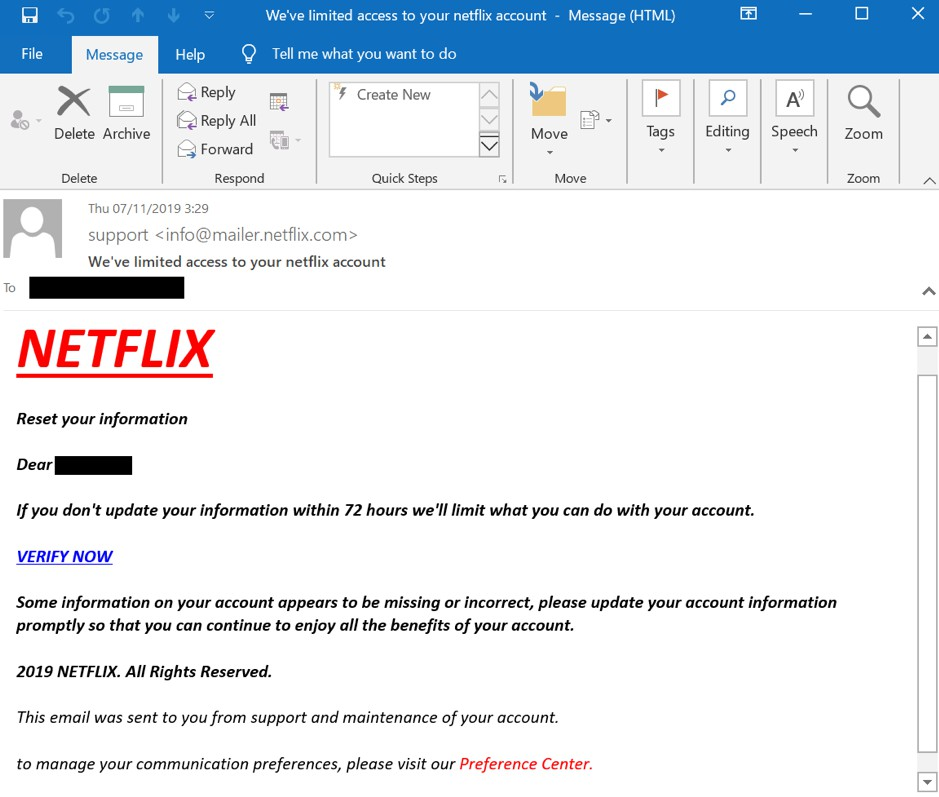 We've limited access to your netflix account - Message (HTML)
File Message Help Tell me what you want to do
Delete Archive
Reply
Reply All
Forward
Create New
Move
Tags
Editing
Speech
Zoom
Delete Respond Quick Steps Move Zoom
Thu 07/11/2019 3:29
support <info@mailer.netflix.com>
We've limited access to your netflix account
To
NETFLIX
Reset your information
Dear
If you don't update your information within 72 hours we'll limit what you can do with your account.
VERIFY NOW
Some information on your account appears to be missing or incorrect, please update your account information
promptly so that you can continue to enjoy all the benefits of your account.
2019 NETFLIX. All Rights Reserved.
This email was sent to you from support and maintenance of your account.
to manage your communication preferences, please visit our Preference Center.